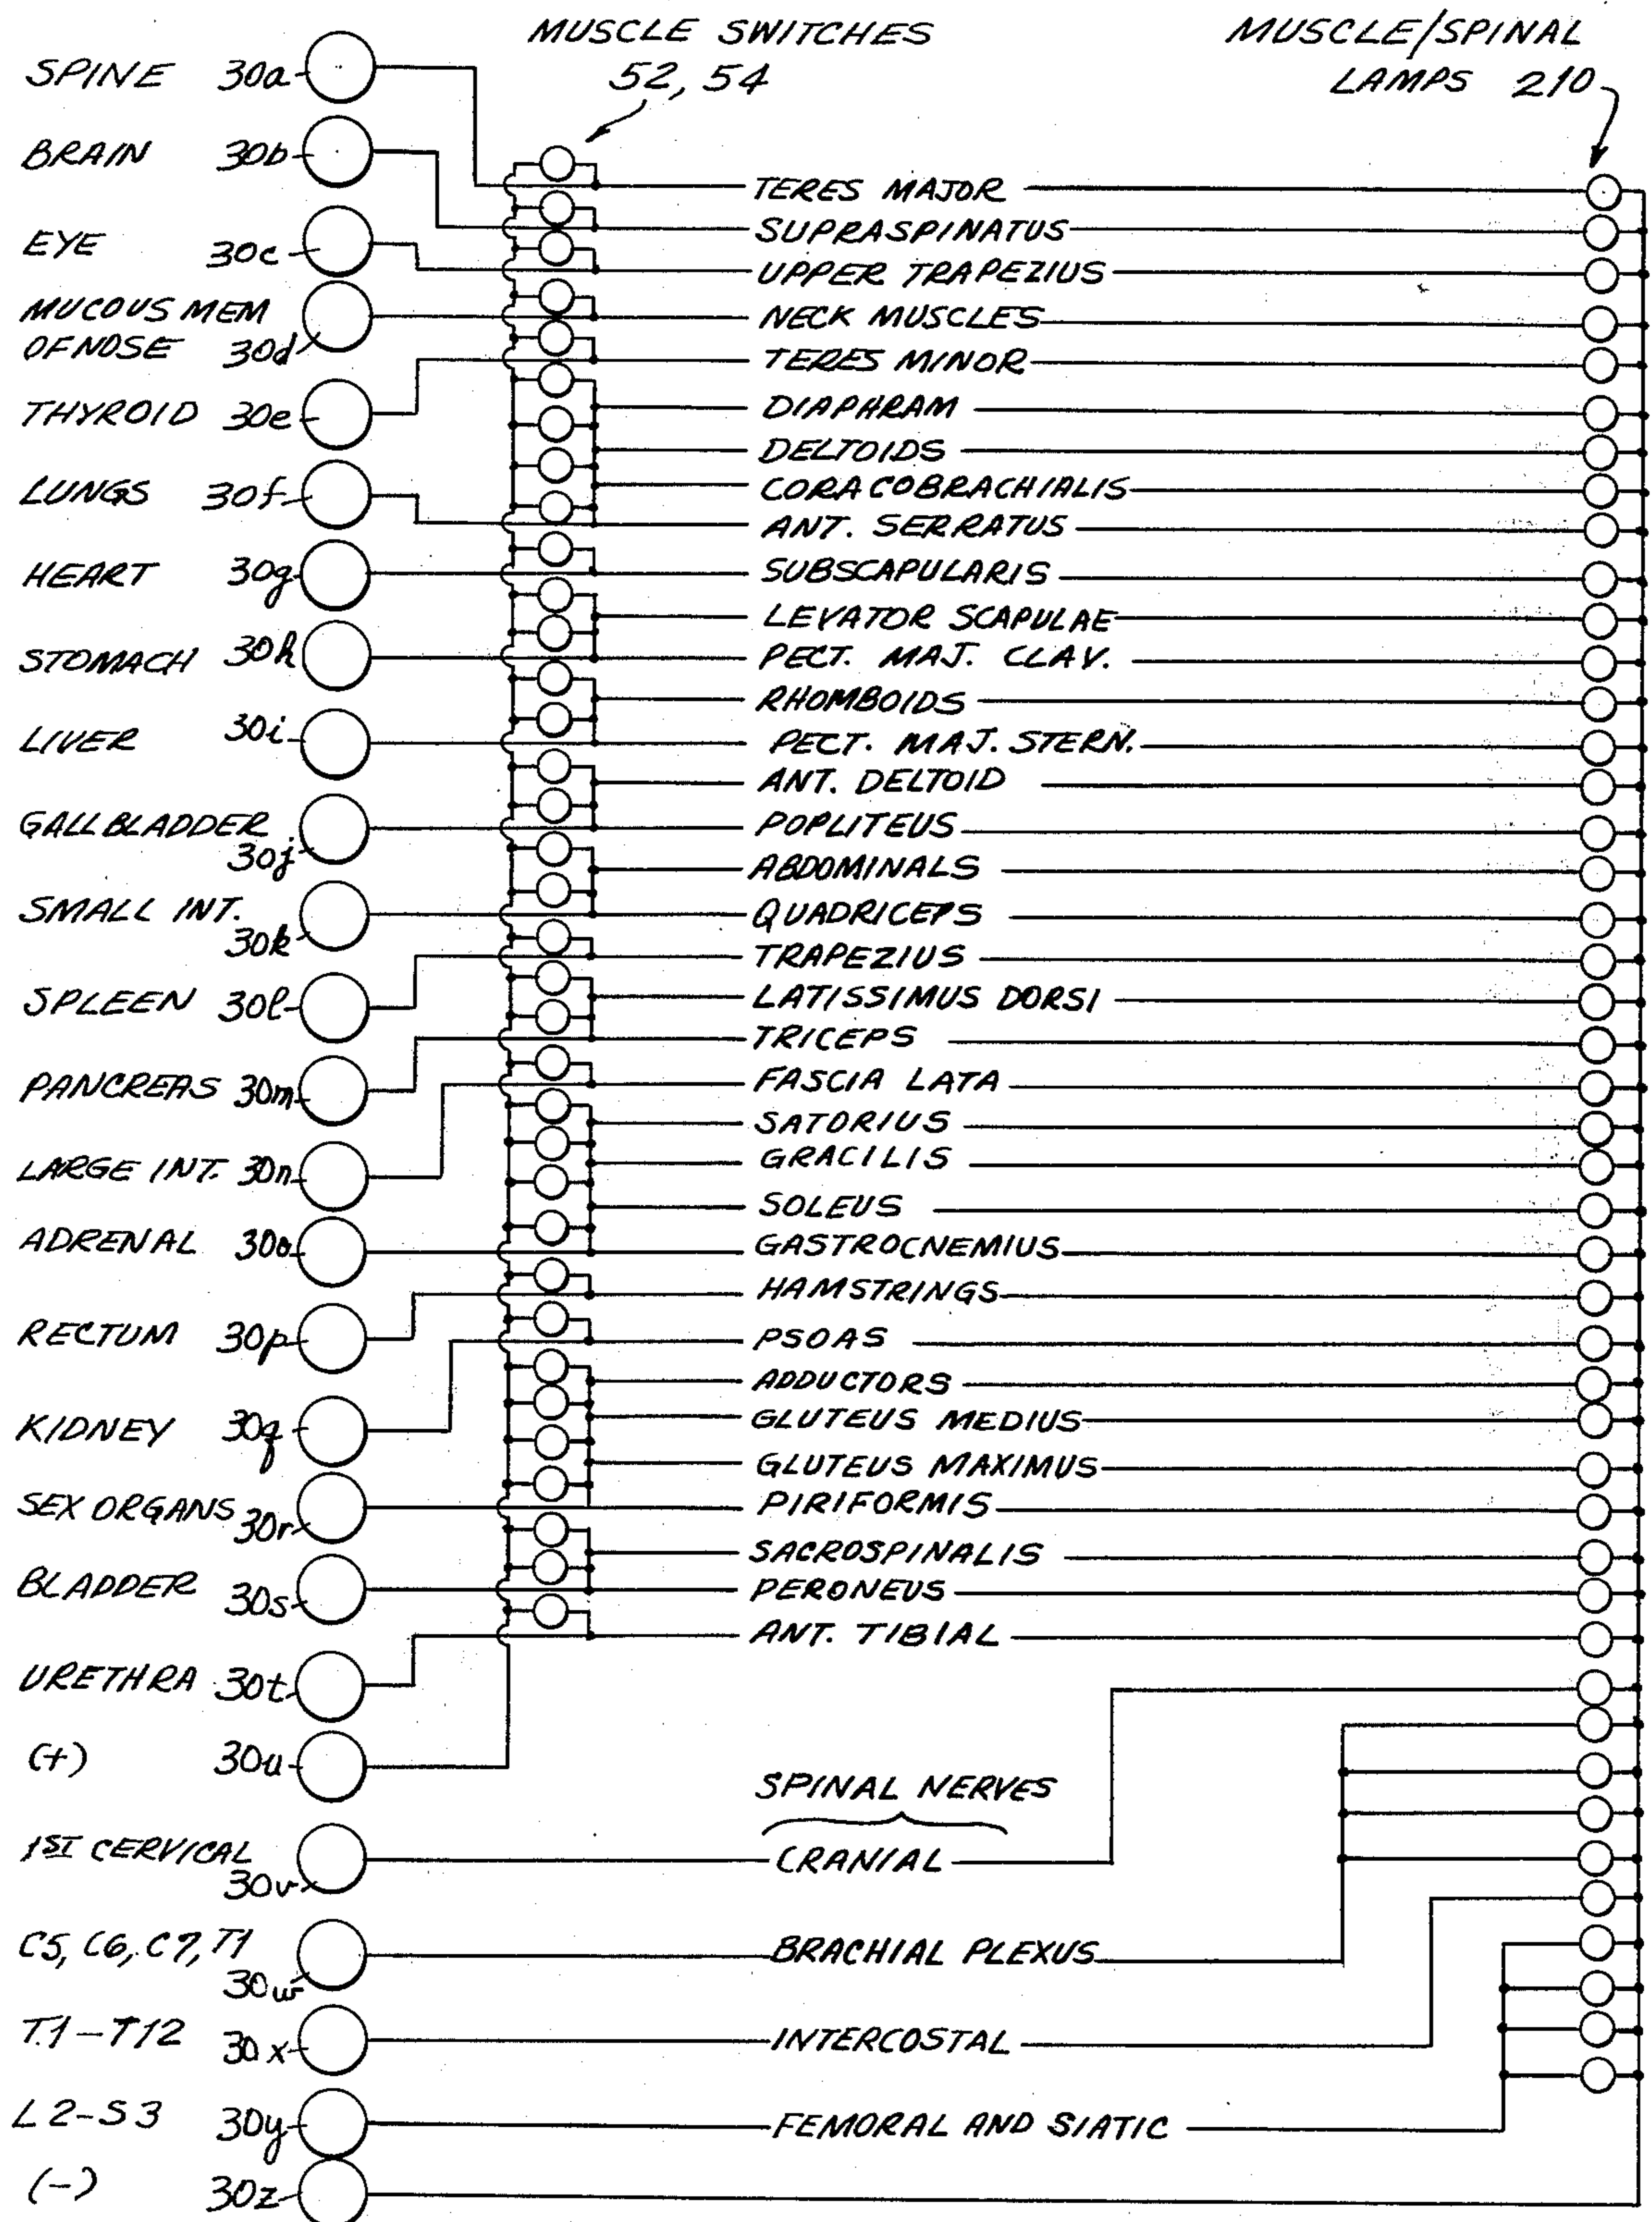 MUSCLE SWITCHES
52, 54
MUSCLE/SPINAL
LAMPS 210
SPINE 30a
BRAIN 30b
EYE 30c
MUCOUS MEM
OF NOSE 30d
THYROID 30e
LUNGS 30f
HEART 30g
STOMACH 30h
LIVER 30i
GALLBLADDER
30j
SMALL INT.
30k
SPLEEN 30l
PANCREAS 30m
LARGE INT. 30n
ADRENAL 30o
RECTUM 30p
KIDNEY 30q
SEX ORGANS
30r
BLADDER
30s
URETHRA 30t
(+) 30u
1ST CERVICAL
30v
C5, C6, C7, T1
30w
T.1-T12
30x
L2-S3 30y
(-) 30z
TERES MAJOR
SUPRASPINATUS
UPPER TRAPEZIUS
NECK MUSCLES
TERES MINOR
DIAPHRAM
DELTOIDS
CORACOBRACHIALIS
ANT. SERRATUS
SUBSCAPULARIS
LEVATOR SCAPULAE
PECT. MAJ. CLAV.
RHOMBOIDS
PECT. MAJ. STERN.
ANT. DELTOID
POPLITEUS
ABDOMINALS
QUADRICEPS
TRAPEZIUS
LATISSIMUS DORSI
TRICEPS
FASCIA LATA
SATORIUS
GRACILIS
SOLEUS
GASTROCNEMIUS
HAMSTRINGS
PSOAS
ADDUCTORS
GLUTEUS MEDIUS
GLUTEUS MAXIMUS
PIRIFORMIS
SACROSPINALIS
PERONEUS
ANT. TIBIAL
SPINAL NERVES
CRANIAL
BRACHIAL PLEXUS
INTERCOSTAL
FEMORAL AND SIATIC